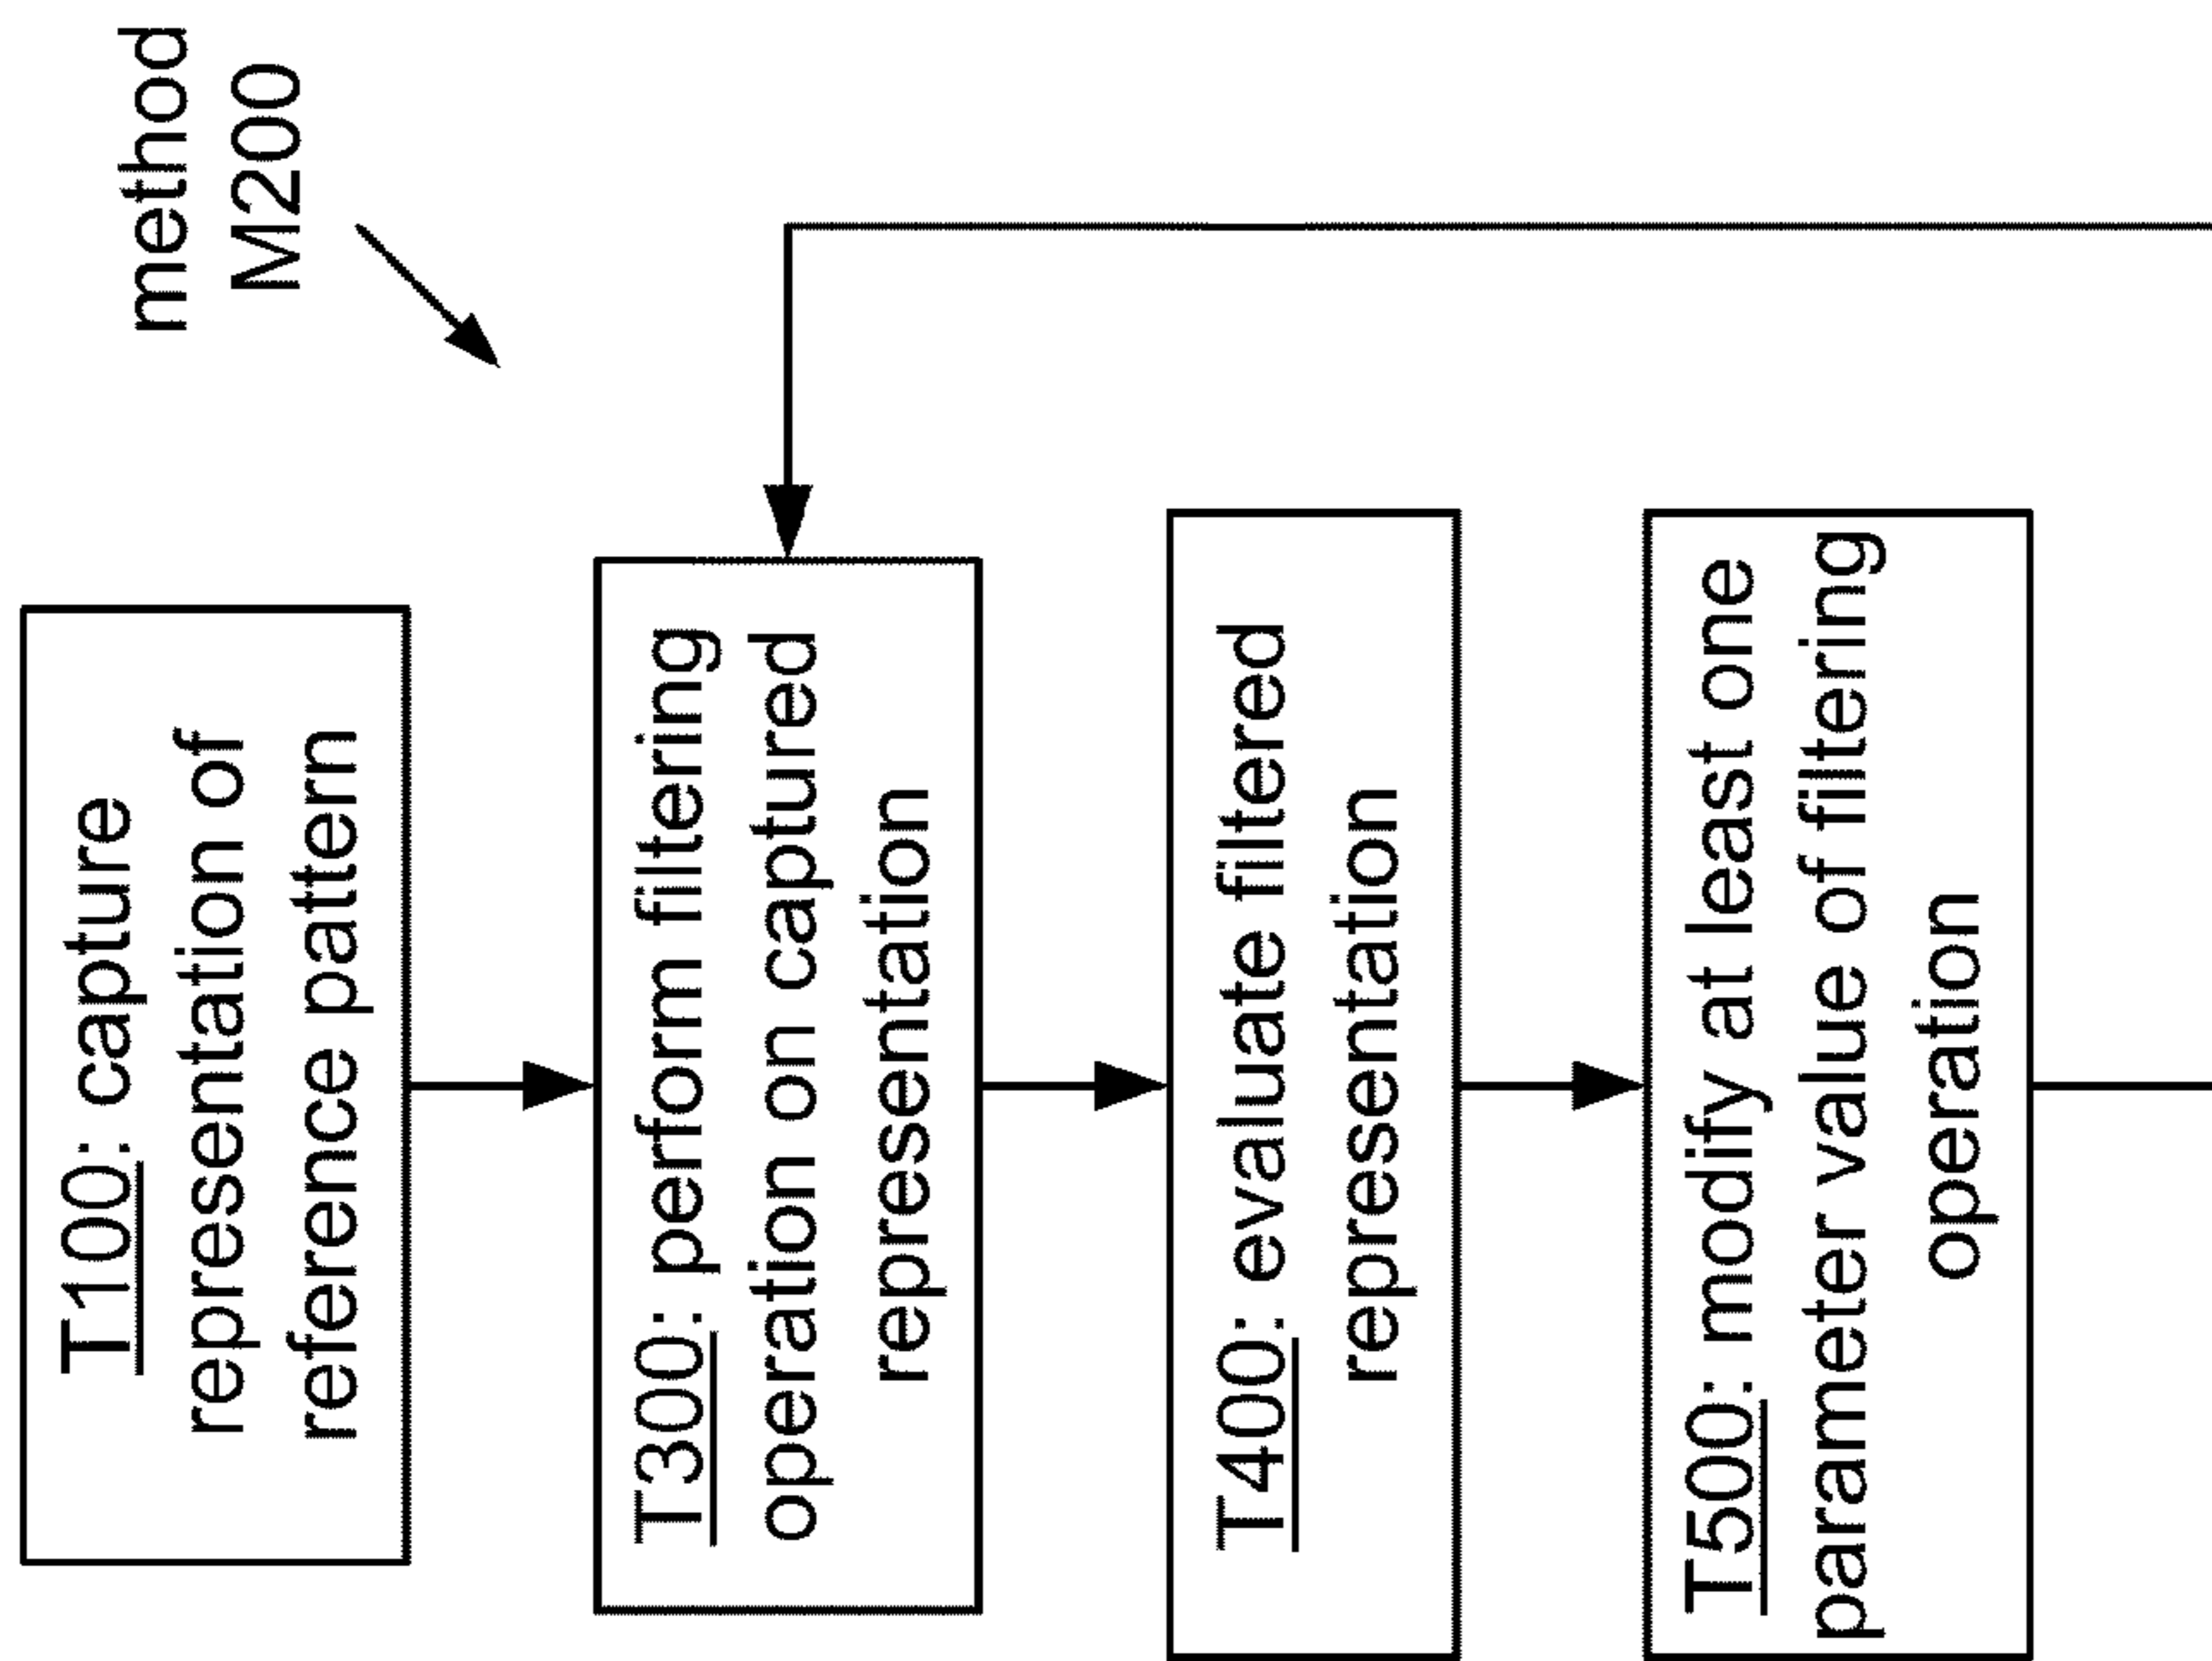 method
M200
T100: capture
representation of
reference pattern
T300: perform filtering
operation on captured
representation
T400: evaluate filtered
representation
T500: modify at least one
parameter value of filtering
operation